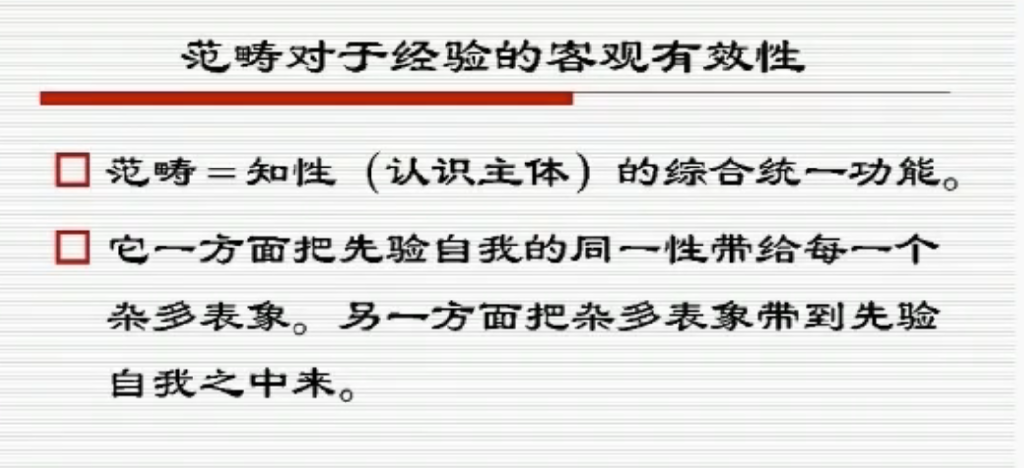 范畴对于经验的客观有效性
范畴=知性（认识主体）的综合统一功能。
它一方面把先验自我的同一性带给每一个
杂多表象。另一方面把杂多表象带到先验
自我之中来。